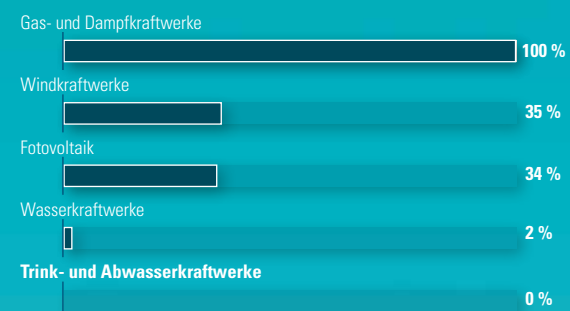 Gas- und Dampfkraftwerke
100 %
Windkraftwerke
35 %
Fotovoltaik
34 %
Wasserkraftwerke
2 %
Trink- und Abwasserkraftwerke
0 %